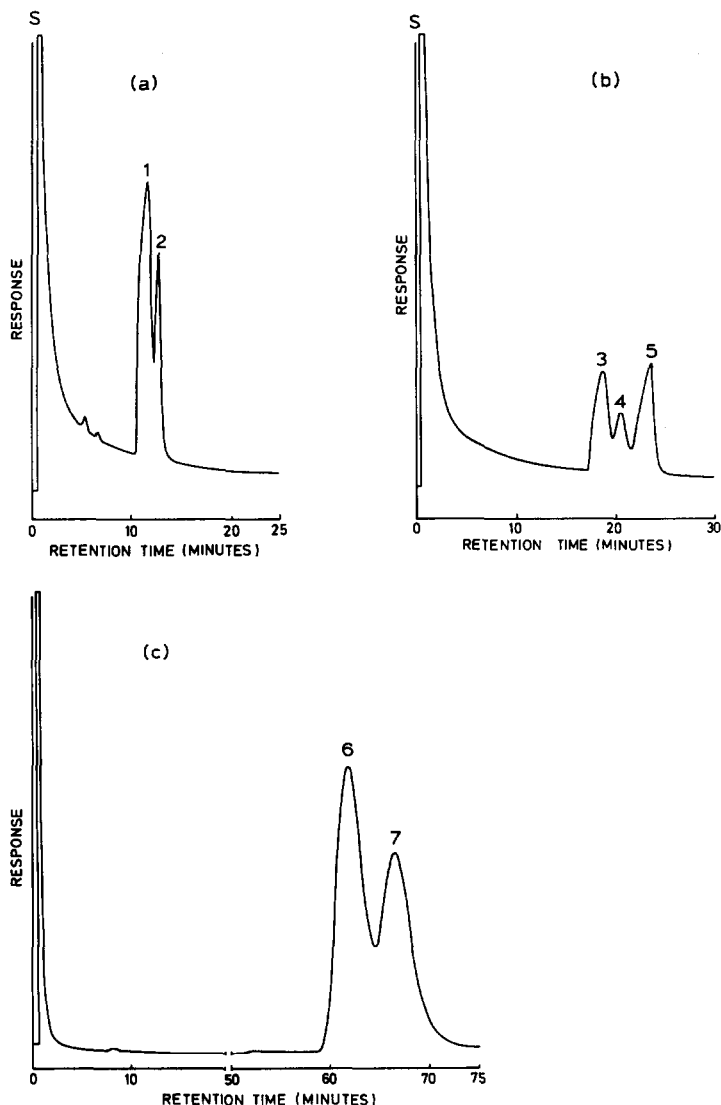 S
(a)
1
2
RESPONSE
0 10 20 25
RETENTION TIME (MINUTES)
S
(b)
3
4
5
RESPONSE
0 10 20 30
RETENTION TIME (MINUTES)
(c)
6
7
RESPONSE
0 10 50 60 70 75
RETENTION TIME (MINUTES)